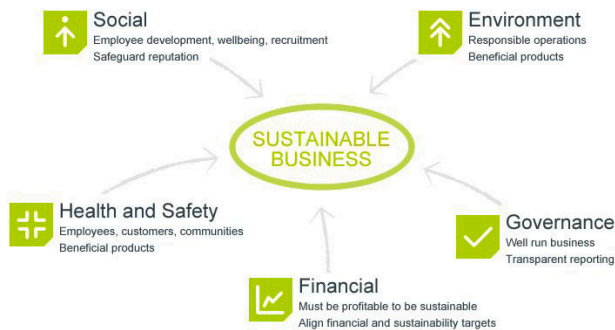 Social
Employee development, wellbeing, recruitment
Safeguard reputation
Environment
Responsible operations
Beneficial products
SUSTAINABLE
BUSINESS
Health and Safety
Employees, customers, communities
Beneficial products
Governance
Well run business
Transparent reporting
Financial
Must be profitable to be sustainable
Align financial and sustainability targets